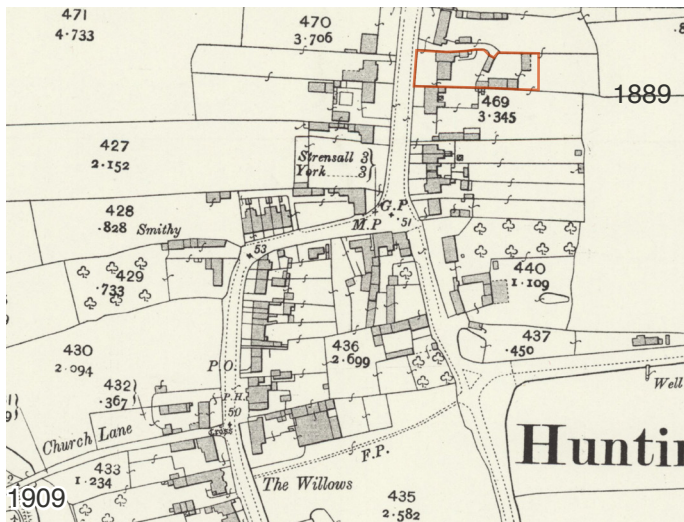 471
4.733
470
3.706
1889
469
3.345
427
2.152
Strensall 3
York 3
428
.828
Smithy
G.P
M.P
.51
53
429
.733
440
1.109
430
2.094
P.O.
436
2.699
437
.450
Well
432
.367
P.H.
50
Church Lane
Huntin
F.P.
433
1.234
The Willows
1909
435
2.582